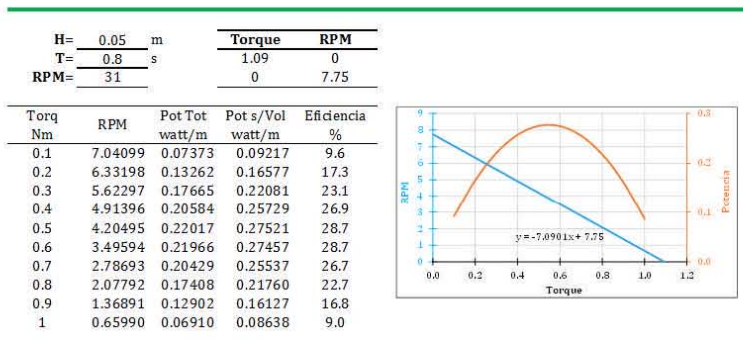 H= 0.05 m
T= 0.8 s
RPM= 31
Torque RPM
1.09 0
0 7.75
Torq Nm RPM Pot Tot watt/m Pot s/Vol watt/m Eficiencia %
0.1 7.04099 0.07373 0.09217 9.6
0.2 6.33198 0.13262 0.16577 17.3
0.3 5.62297 0.17665 0.22081 23.1
0.4 4.91396 0.20584 0.25729 26.9
0.5 4.20495 0.22017 0.27521 28.7
0.6 3.49594 0.21966 0.27457 28.7
0.7 2.78693 0.20429 0.25537 26.7
0.8 2.07792 0.17408 0.21760 22.7
0.9 1.36891 0.12902 0.16127 16.8
1 0.65990 0.06910 0.08638 9.0
RPM
9
8
7
6
5
4
3
2
1
0
y = -7.0901x + 7.75
0.3
0.2
0.1
0.0
Potencia
0.0 0.2 0.4 0.6 0.8 1.0 1.2
Torque